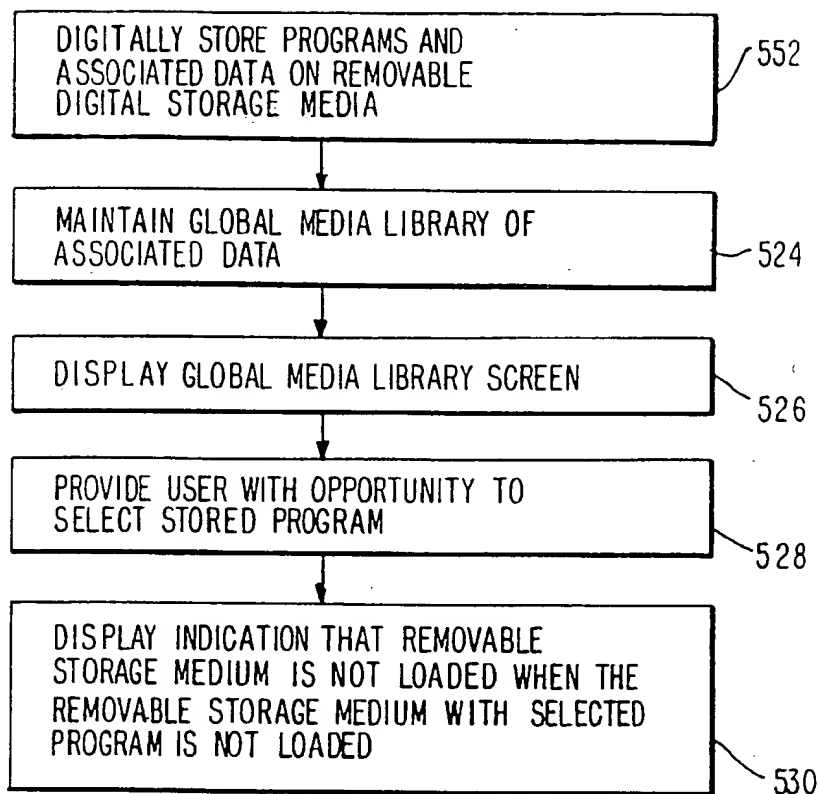 DIGITALLY STORE PROGRAMS AND
ASSOCIATED DATA ON REMOVABLE
DIGITAL STORAGE MEDIA
552
MAINTAIN GLOBAL MEDIA LIBRARY OF
ASSOCIATED DATA
524
DISPLAY GLOBAL MEDIA LIBRARY SCREEN
526
PROVIDE USER WITH OPPORTUNITY TO
SELECT STORED PROGRAM
528
DISPLAY INDICATION THAT REMOVABLE
STORAGE MEDIUM IS NOT LOADED WHEN THE
REMOVABLE STORAGE MEDIUM WITH SELECTED
PROGRAM IS NOT LOADED
530